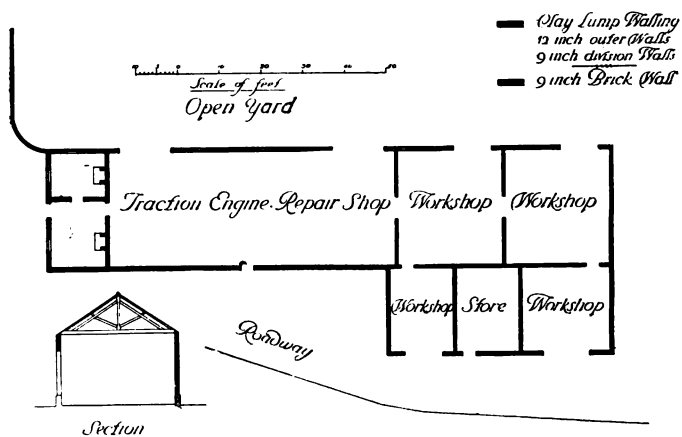 Clay Lump Walling
12 inch outer Walls
9 inch division Walls
9 inch Brick Wall
Scale of feet
Open Yard
Traction Engine Repair Shop
Workshop
Workshop
Workshop
Store
Workshop
Roadway
Section